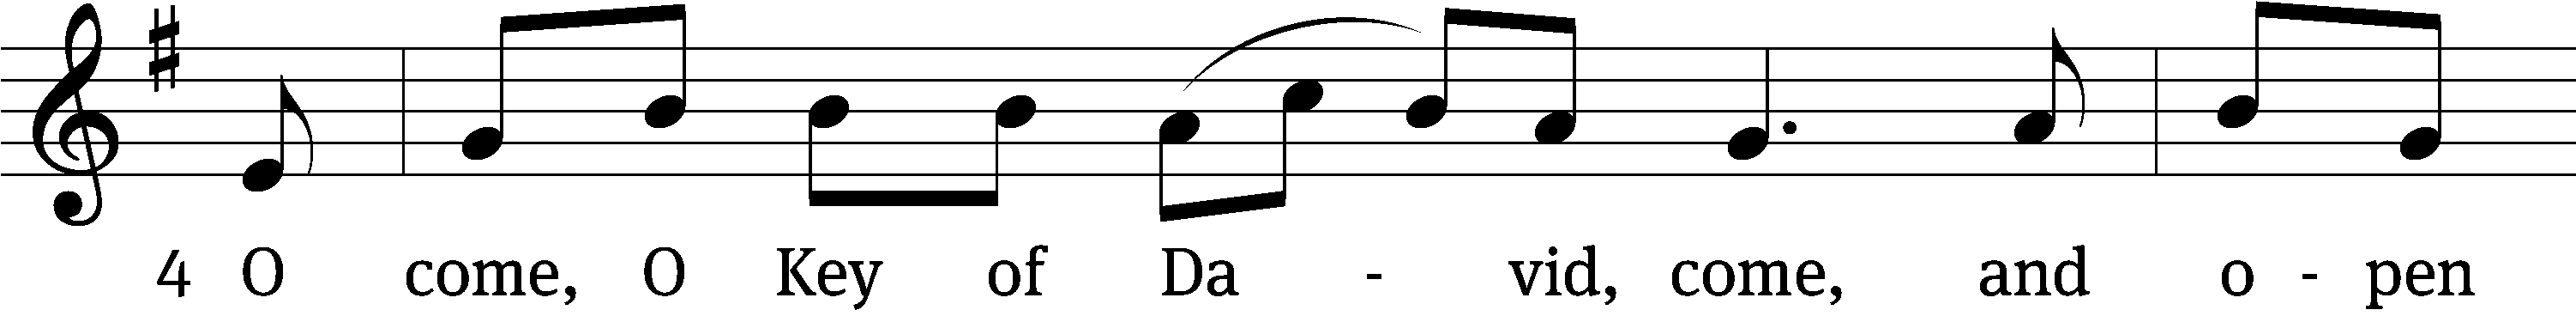 4 O come, O Key of Da - vid, come, and o - pen